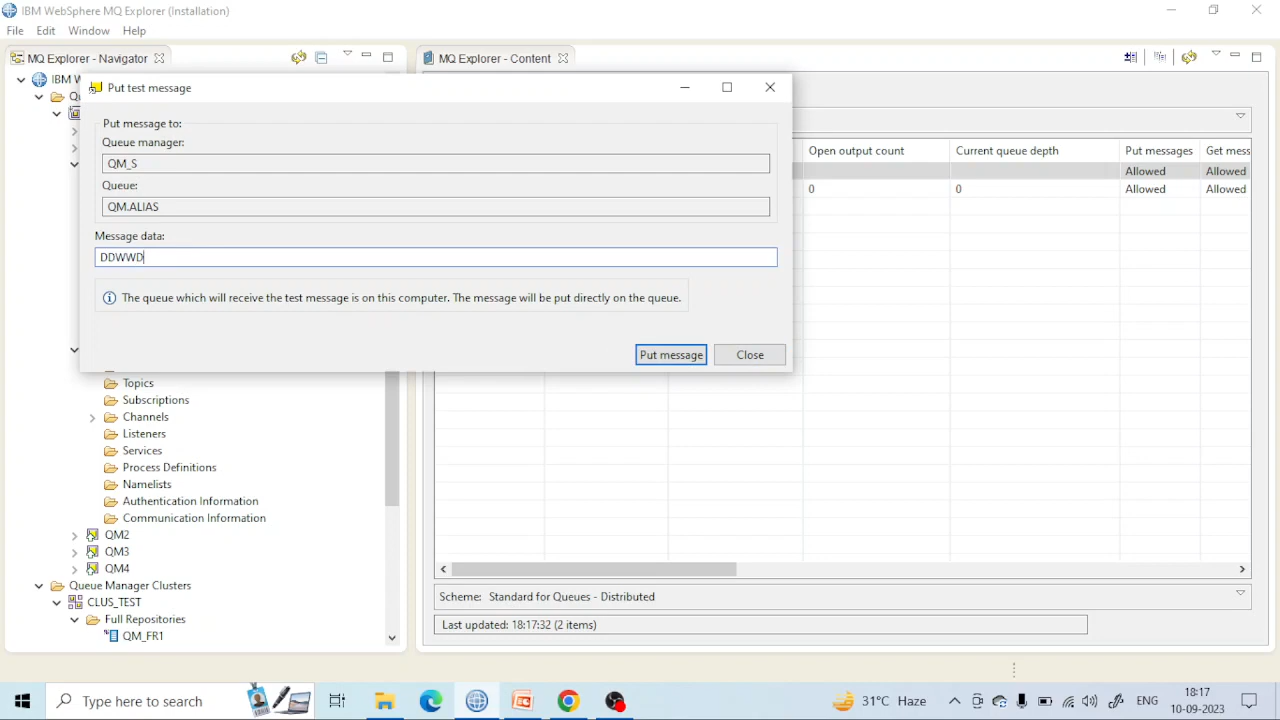 IBM WebSphere MQ Explorer (Installation)
File Edit Window Help
MQ Explorer - Navigator
MQ Explorer - Content
IBM
Put test message
Put message to:
Queue manager:
QM_S
Queue:
QM.ALIAS
Message data:
DDWWD
The queue which will receive the test message is on this computer. The message will be put directly on the queue.
Put message Close
Open output count Current queue depth Put messages Get mess
Allowed Allowed
0 0 Allowed Allowed
Topics
Subscriptions
Channels
Listeners
Services
Process Definitions
Namelists
Authentication Information
Communication Information
QM2
QM3
QM4
Queue Manager Clusters
CLUS_TEST
Full Repositories
QM_FR1
Scheme: Standard for Queues - Distributed
Last updated: 18:17:32 (2 items)
Type here to search
31°C Haze
ENG
18:17
10-09-2023